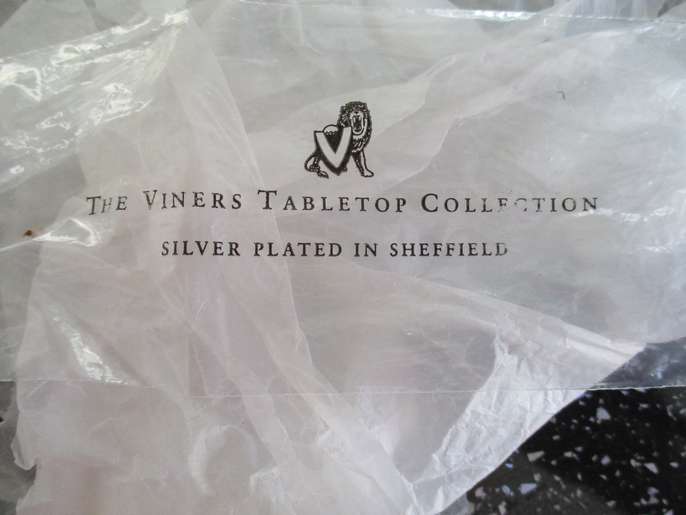 V
THE VINERS TABLETOP COLLECTION
SILVER PLATED IN SHEFFIELD